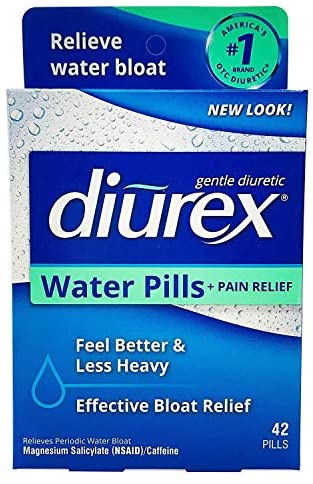 Relieve
water bloat
AMERICA'S
#1
BRAND
OTC DIURETIC+
NEW LOOK!
gentle diuretic
diurex®
Water Pills + PAIN RELIEF
Feel Better &
Less Heavy
Effective Bloat Relief
Relieves Periodic Water Bloat
Magnesium Salicylate (NSAID)/Caffeine
42
PILLS